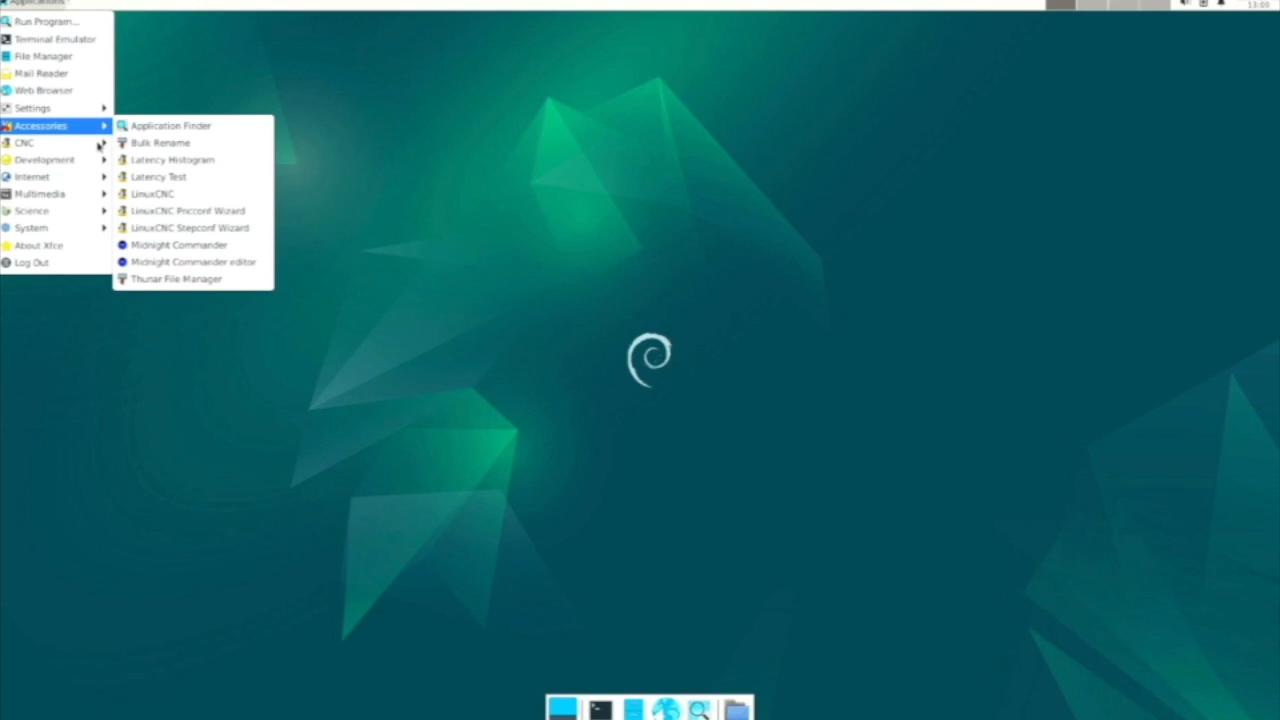 Applications
13:00
Run Program...
Terminal Emulator
File Manager
Mail Reader
Web Browser
Settings
Accessories
CNC
Development
Internet
Multimedia
Science
System
About Xfce
Log Out
Application Finder
Bulk Rename
Latency Histogram
Latency Test
LinuxCNC
LinuxCNC Pncconf Wizard
LinuxCNC Stepconf Wizard
Midnight Commander
Midnight Commander editor
Thunar File Manager